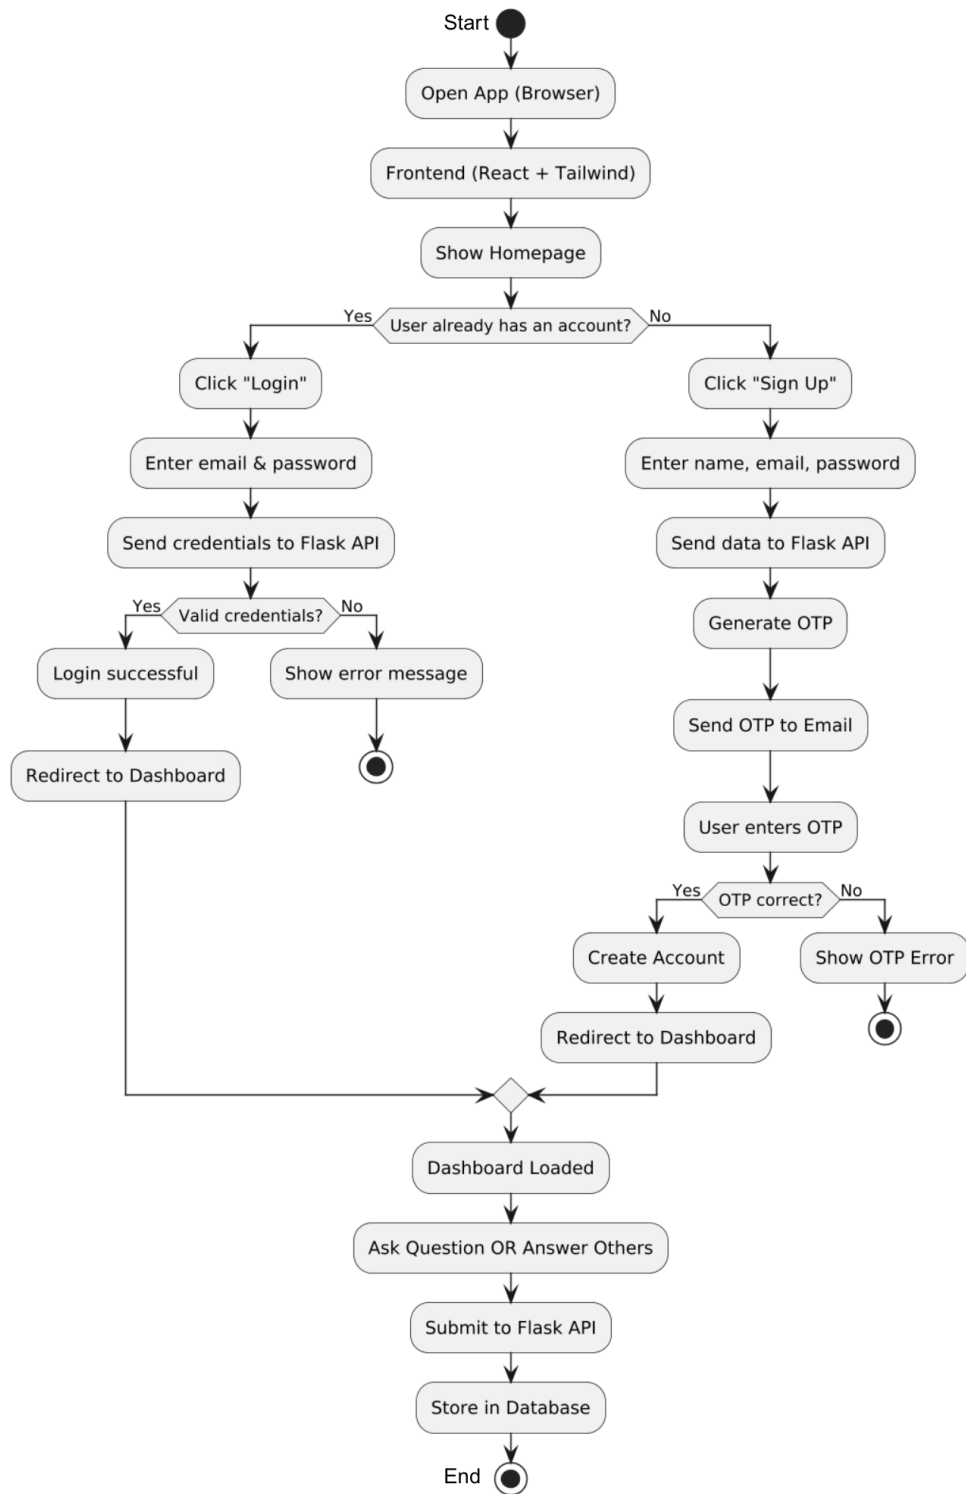 Start
Open App (Browser)
Frontend (React + Tailwind)
Show Homepage
Yes
User already has an account?
No
Click "Login"
Click "Sign Up"
Enter email & password
Enter name, email, password
Send credentials to Flask API
Send data to Flask API
Yes
Valid credentials?
No
Generate OTP
Login successful
Show error message
Send OTP to Email
Redirect to Dashboard
User enters OTP
Yes
OTP correct?
No
Create Account
Show OTP Error
Redirect to Dashboard
Dashboard Loaded
Ask Question OR Answer Others
Submit to Flask API
Store in Database
End